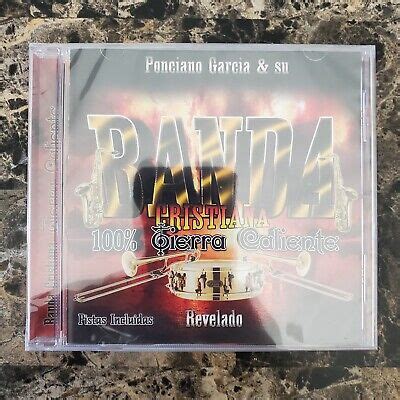 Ponciano Garcia & su
BANDA
CRISTIANA
100% Tierra Caliente
Pistas Incluidas
Revelado